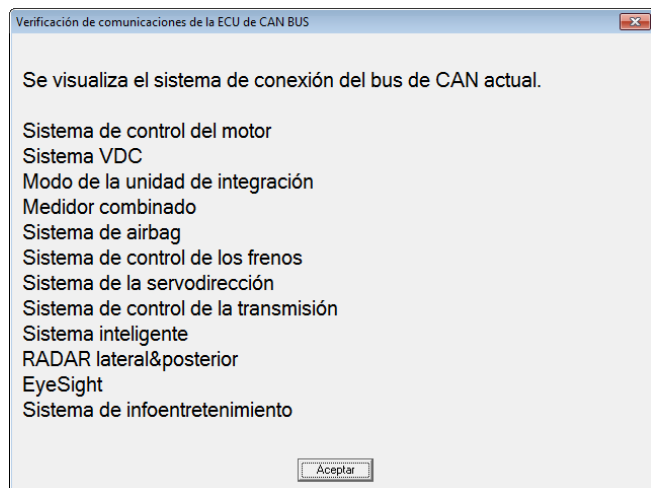 Verificación de comunicaciones de la ECU de CAN BUS
Se visualiza el sistema de conexión del bus de CAN actual.
Sistema de control del motor
Sistema VDC
Modo de la unidad de integración
Medidor combinado
Sistema de airbag
Sistema de control de los frenos
Sistema de la servodirección
Sistema de control de la transmisión
Sistema inteligente
RADAR lateral&posterior
EyeSight
Sistema de infoentretenimiento
Aceptar